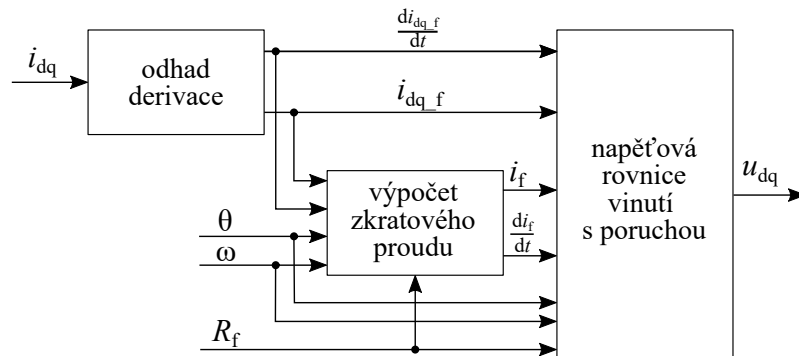 di_dq_f
dt
i_dq
odhad
derivace
i_dq_f
napěťová
rovnice
vinutí
s poruchou
u_dq
výpočet
zkratového
proudu
i_f
di_f
dt
θ
ω
R_f